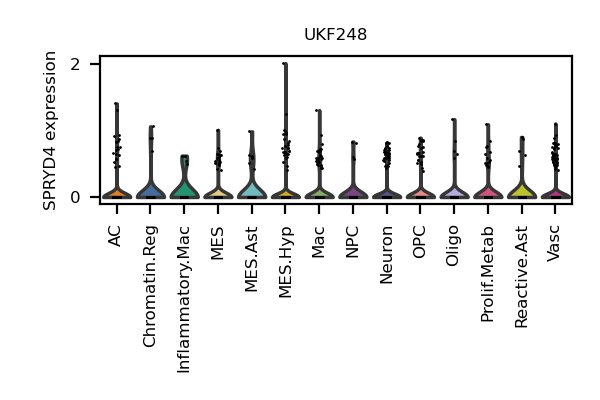 UKF248
SPRYD4 expression
2
0
AC
Chromatin.Reg
Inflammatory.Mac
MES
MES.Ast
MES.Hyp
Mac
NPC
Neuron
OPC
Oligo
Prolif.Metab
Reactive.Ast
Vasc